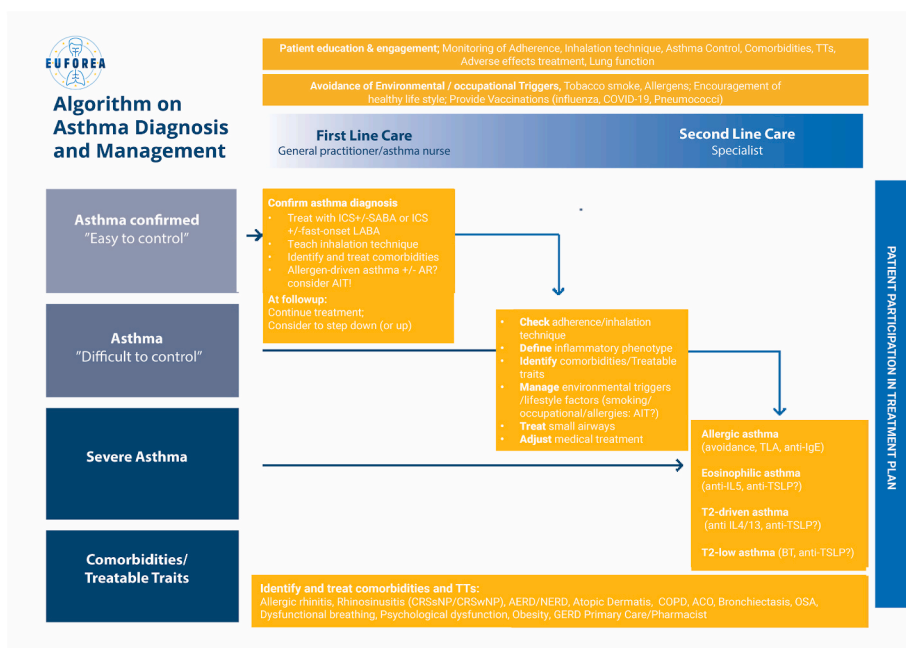 EUFOREA
Algorithm on
Asthma Diagnosis
and Management
Patient education & engagement; Monitoring of Adherence, Inhalation technique, Asthma Control, Comorbidities, TTs,
Adverse effects treatment, Lung function
Avoidance of Environmental / occupational Triggers, Tobacco smoke, Allergens; Encouragement of
healthy life style; Provide Vaccinations (influenza, COVID-19, Pneumococci)
First Line Care
General practitioner/asthma nurse
Second Line Care
Specialist
Asthma confirmed
"Easy to control"
Confirm asthma diagnosis
• Treat with ICS+/-SABA or ICS
+/-fast-onset LABA
• Teach inhalation technique
• Identify and treat comorbidities
• Allergen-driven asthma +/- AR?
consider AIT!
At followup:
Continue treatment;
Consider to step down (or up)
Asthma
"Difficult to control"
• Check adherence/inhalation
technique
• Define inflammatory phenotype
• Identify comorbidities/Treatable
traits
• Manage environmental triggers
/lifestyle factors (smoking/
occupational/allergies: AIT?)
• Treat small airways
• Adjust medical treatment
Severe Asthma
Allergic asthma
(avoidance, TLA, anti-IgE)
Eosinophilic asthma
(anti-IL5, anti-TSLP?)
T2-driven asthma
(anti IL4/13, anti-TSLP?)
T2-low asthma (BT, anti-TSLP?)
Comorbidities/
Treatable Traits
Identify and treat comorbidities and TTs:
Allergic rhinitis, Rhinosinusitis (CRSsNP/CRSwNP), AERD/NERD, Atopic Dermatis, COPD, ACO, Bronchiectasis, OSA,
Dysfunctional breathing, Psychological dysfunction, Obesity, GERD Primary Care/Pharmacist
PATIENT PARTICIPATION IN TREATMENT PLAN